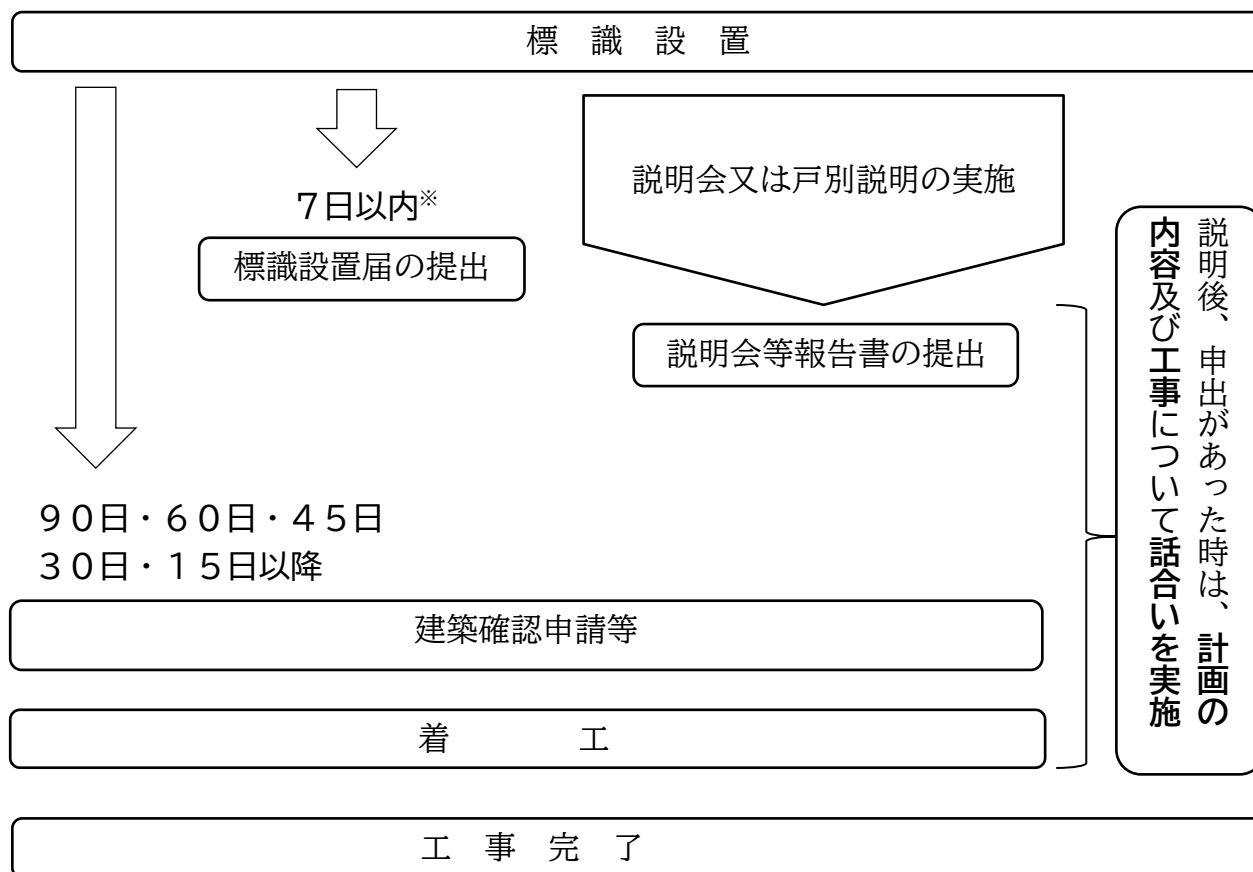 標　識　設　置
７日以内※
標識設置届の提出
説明会又は戸別説明の実施
説明会等報告書の提出
９０日・６０日・４５日
３０日・１５日以降
建築確認申請等
着　　　　工
工　事　完　了
説明後、申出があった時は、計画の
内容及び工事について話合いを実施